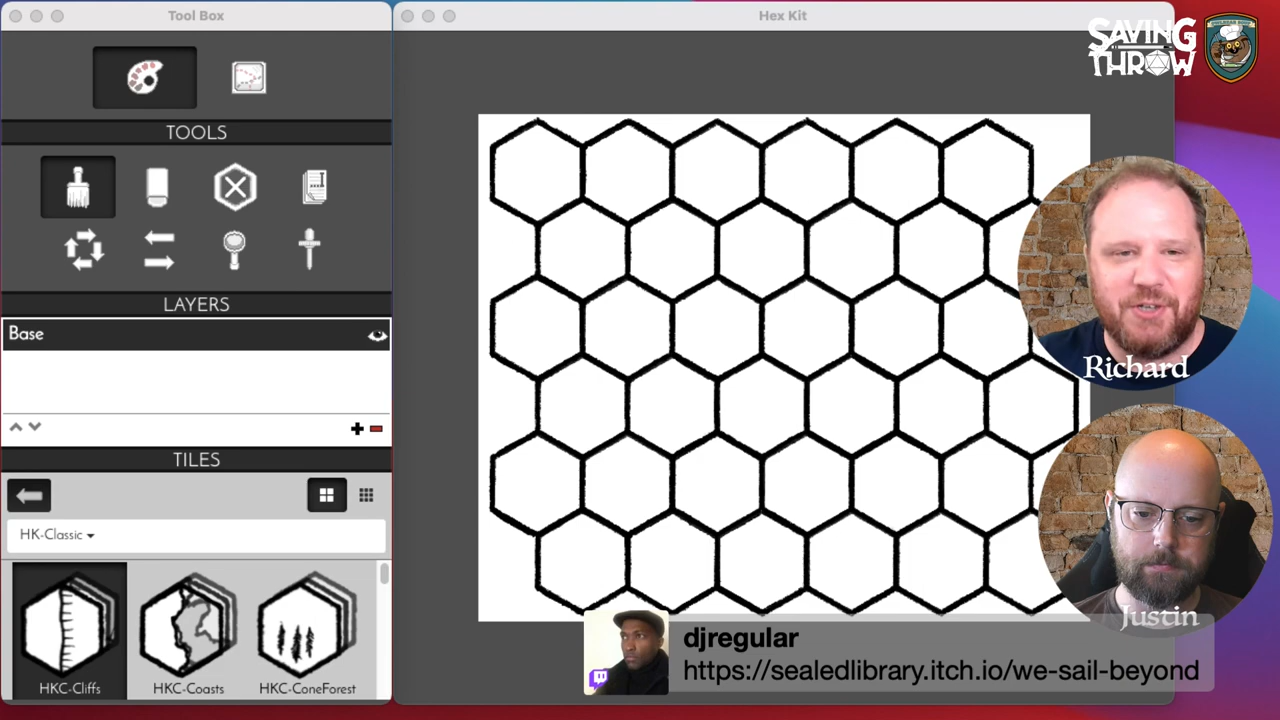 Tool Box
Hex Kit
SAVING
THROW
TOOLS
LAYERS
Base
TILES
HK-Classic
HKC-Cliffs
HKC-Coasts
HKC-ConeForest
Richard
Justin
djregular
https://sealedlibrary.itch.io/we-sail-beyond